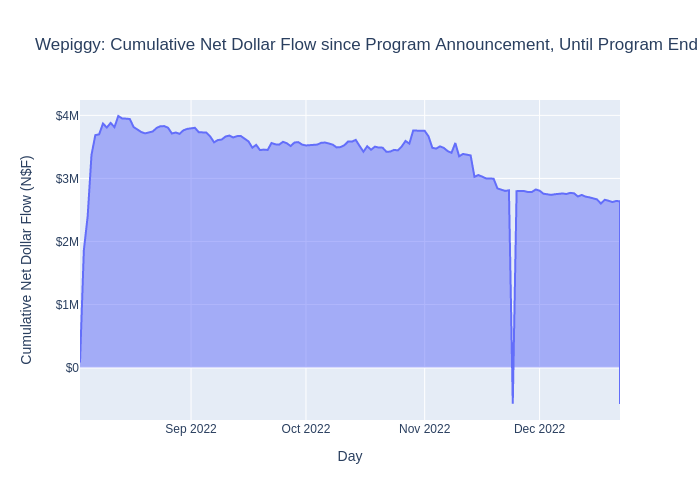 Wepiggy: Cumulative Net Dollar Flow since Program Announcement, Until Program End
Cumulative Net Dollar Flow (N$F)
$4M
$3M
$2M
$1M
$0
Sep 2022
Oct 2022
Nov 2022
Dec 2022
Day